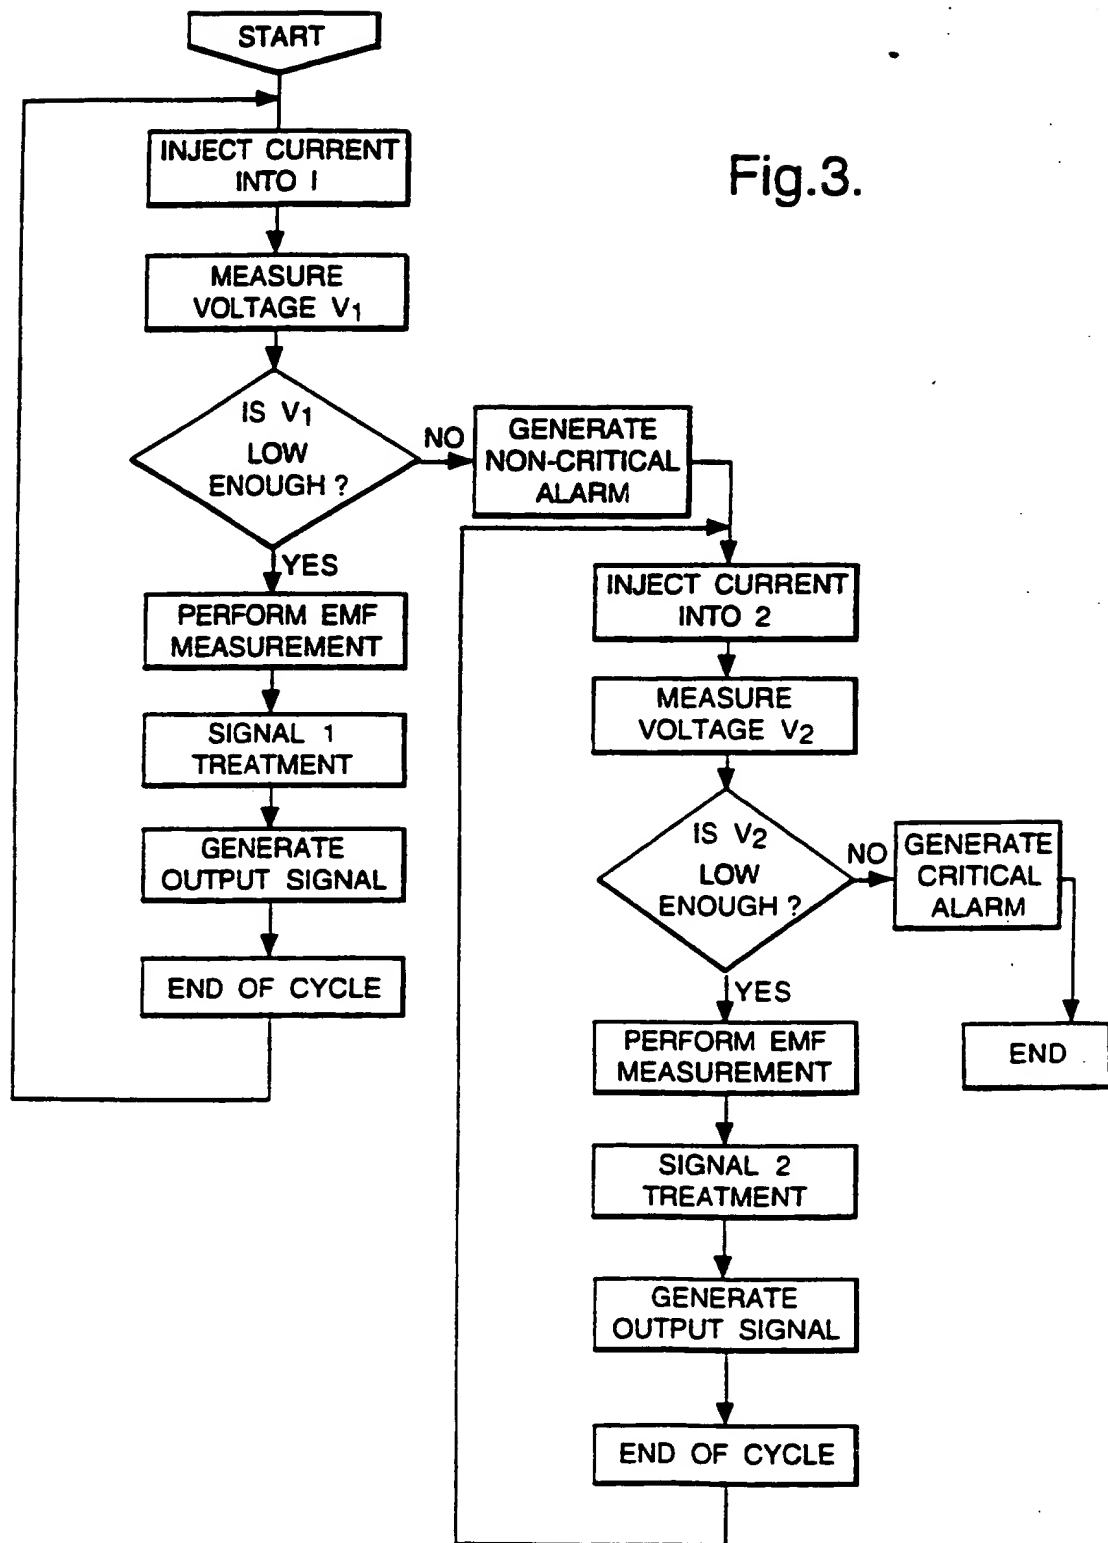 START
INJECT CURRENT
INTO I
Fig.3.
MEASURE
VOLTAGE V1
IS V1
LOW
ENOUGH ?
NO
GENERATE
NON-CRITICAL
ALARM
YES
PERFORM EMF
MEASUREMENT
SIGNAL 1
TREATMENT
GENERATE
OUTPUT SIGNAL
END OF CYCLE
INJECT CURRENT
INTO 2
MEASURE
VOLTAGE V2
IS V2
LOW
ENOUGH ?
NO
GENERATE
CRITICAL
ALARM
END
YES
PERFORM EMF
MEASUREMENT
SIGNAL 2
TREATMENT
GENERATE
OUTPUT SIGNAL
END OF CYCLE